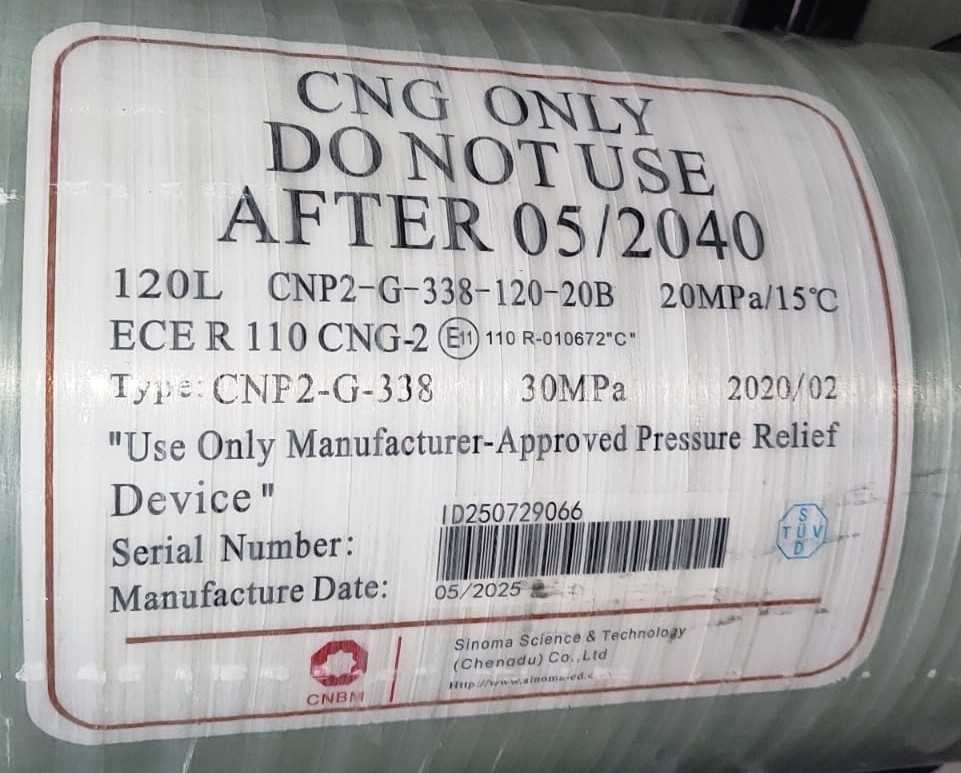 CNG ONLY
DO NOT USE
AFTER 05/2040
120L CNP2-G-338-120-20B 20MPa/15℃
ECE R 110 CNG-2 E11 110 R-010672"C"
Type: CNP2-G-338 30MPa 2020/02
"Use Only Manufacturer-Approved Pressure Relief
Device"
ID250729066
Serial Number:
Manufacture Date: 05/2025
S
TÜV
D
CNBM
Sinoma Science & Technology
(Chengdu) Co.,Ltd